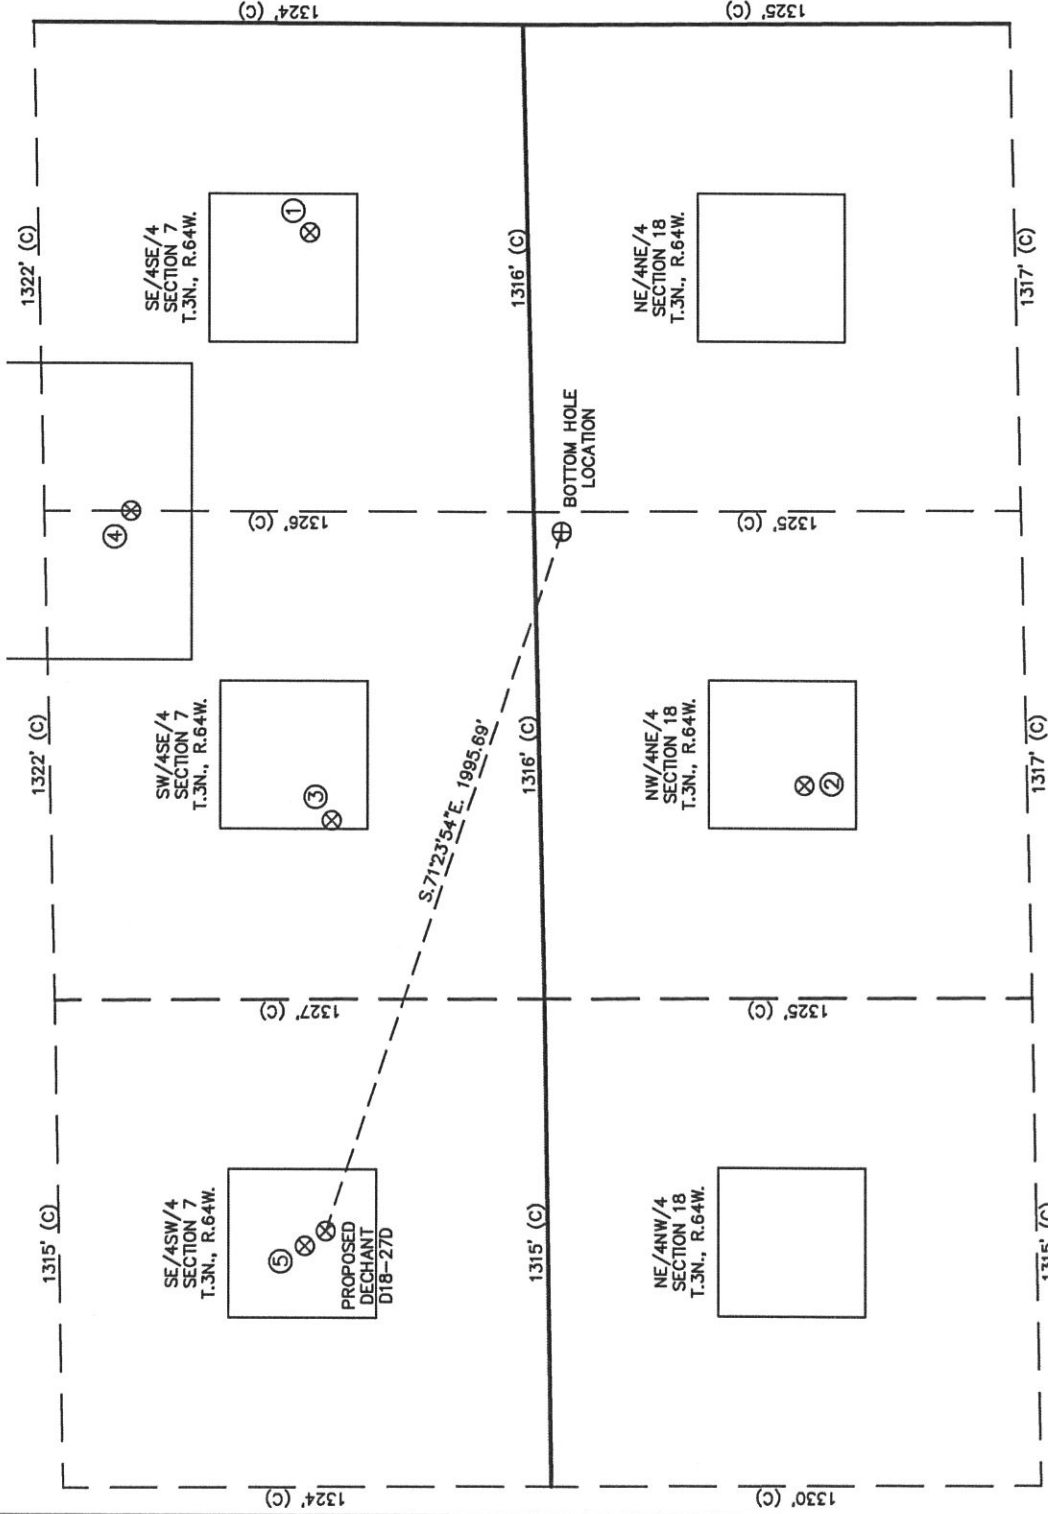 1322' (C)
1322' (C)
1315' (C)
1324' (C)
1325' (C)
SE/4SE/4
SECTION 7
T.3N., R.64W.
1
4
1326' (C)
SW/4SE/4
SECTION 7
T.3N., R.64W.
3
1327' (C)
SE/4SW/4
SECTION 7
T.3N., R.64W.
5
PROPOSED
DECHANT
D18-27D
1324' (C)
S.71°23'54"E. 1995.69'
1316' (C)
1316' (C)
1315' (C)
BOTTOM HOLE
LOCATION
NE/4NE/4
SECTION 18
T.3N., R.64W.
1325' (C)
NW/4NE/4
SECTION 18
T.3N., R.64W.
2
1325' (C)
NE/4NW/4
SECTION 18
T.3N., R.64W.
1330' (C)
1317' (C)
1317' (C)
1315' (C)